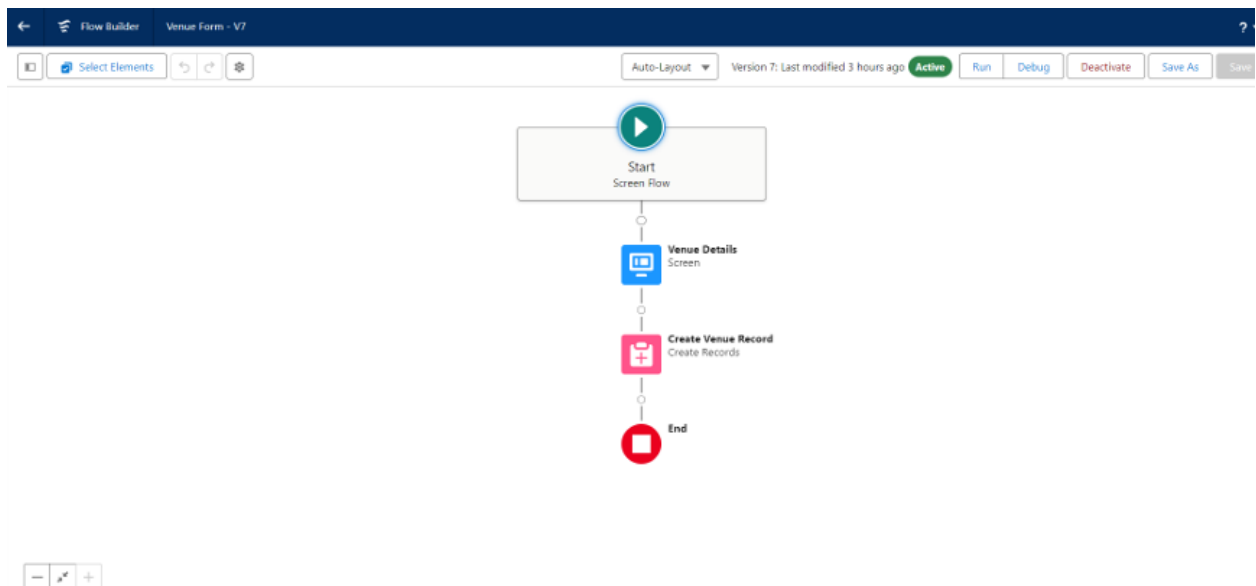 Flow Builder Venue Form - V7 ?
Select Elements Auto-Layout Version 7: Last modified 3 hours ago Active Run Debug Deactivate Save As Save
Start
Screen Flow
Venue Details
Screen
Create Venue Record
Create Records
End